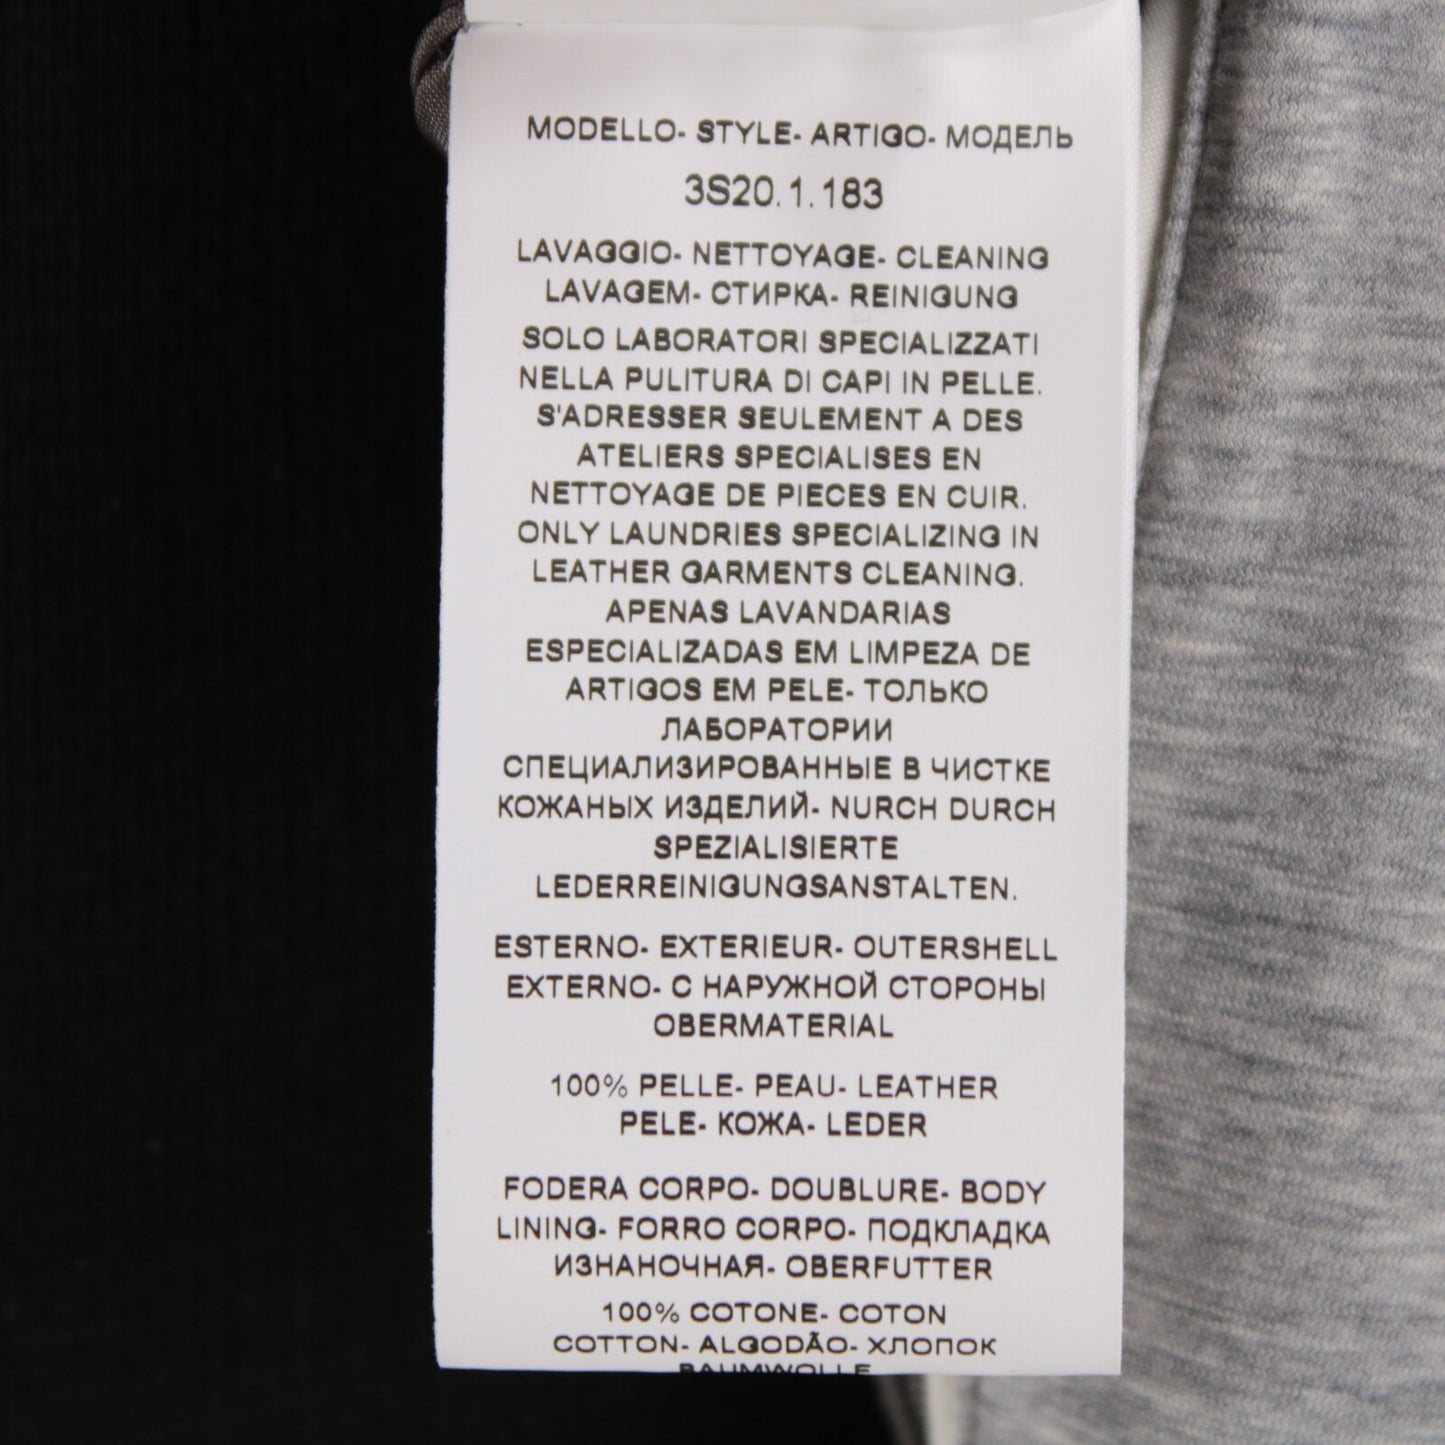 MODELLO- STYLE- ARTIGO- МОДЕЛЬ
3S20.1.183
LAVAGGIO- NETTOYAGE- CLEANING
LAVAGEM- СТИРКА- REINIGUNG
SOLO LABORATORI SPECIALIZZATI
NELLA PULITURA DI CAPI IN PELLE.
S'ADRESSER SEULEMENT A DES
ATELIERS SPECIALISES EN
NETTOYAGE DE PIECES EN CUIR.
ONLY LAUNDRIES SPECIALIZING IN
LEATHER GARMENTS CLEANING.
APENAS LAVANDARIAS
ESPECIALIZADAS EM LIMPEZA DE
ARTIGOS EM PELE- ТОЛЬКО
ЛАБОРАТОРИИ
СПЕЦИАЛИЗИРОВАННЫЕ В ЧИСТКЕ
КОЖАНЫХ ИЗДЕЛИЙ- NURCH DURCH
SPEZIALISIERTE
LEDERREINIGUNGSANSTALTEN.
ESTERNO- EXTERIEUR- OUTERSHELL
EXTERNO- С НАРУЖНОЙ СТОРОНЫ
OBERMATERIAL
100% PELLE- PEAU- LEATHER
PELE- КОЖА- LEDER
FODERA CORPO- DOUBLURE- BODY
LINING- FORRO CORPO- ПОДКЛАДКА
ИЗНАНОЧНАЯ- OBERFUTTER
100% COTONE- COTON
COTTON- ALGODÃO- ХЛОПОК
BAUMWOLLE